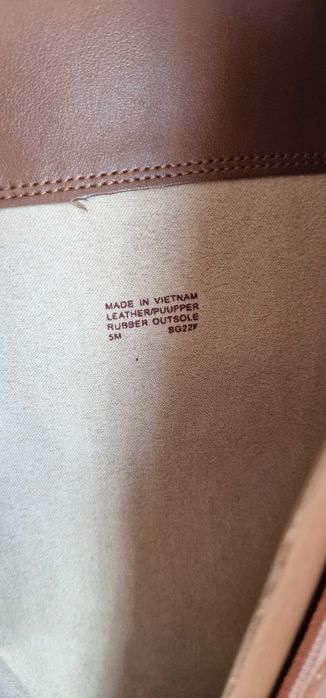 MADE IN VIETNAM
LEATHER/PUUPPER
RUBBER OUTSOLE
5M SG22F